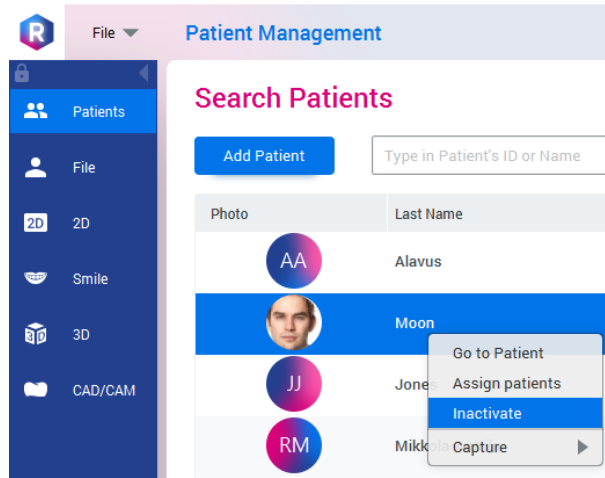 R File Patient Management
Patients
File
2D 2D
Smile
3D 3D
CAD/CAM
Search Patients
Add Patient Type in Patient's ID or Name
Photo Last Name
AA Alavus
Moon
JJ Jones
RM
Go to Patient
Assign patients
Inactivate
Capture